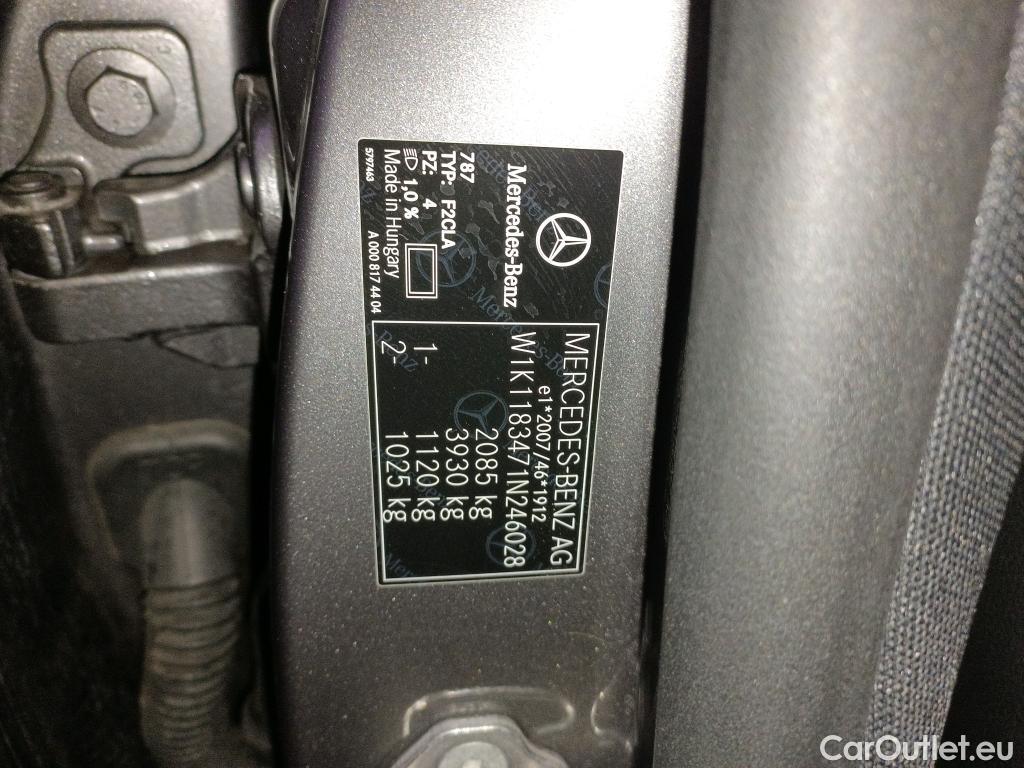 Mercedes-Benz
787
TYP: F2CLA
PZ: 4
1,0 %
Made in Hungary
5797463
A 000 817 44 04
MERCEDES-BENZ AG
e1*2007/46*1912
W1K1183471N246028
2085 kg
3930 kg
1- 1120 kg
2- 1025 kg
CarOutlet.eu